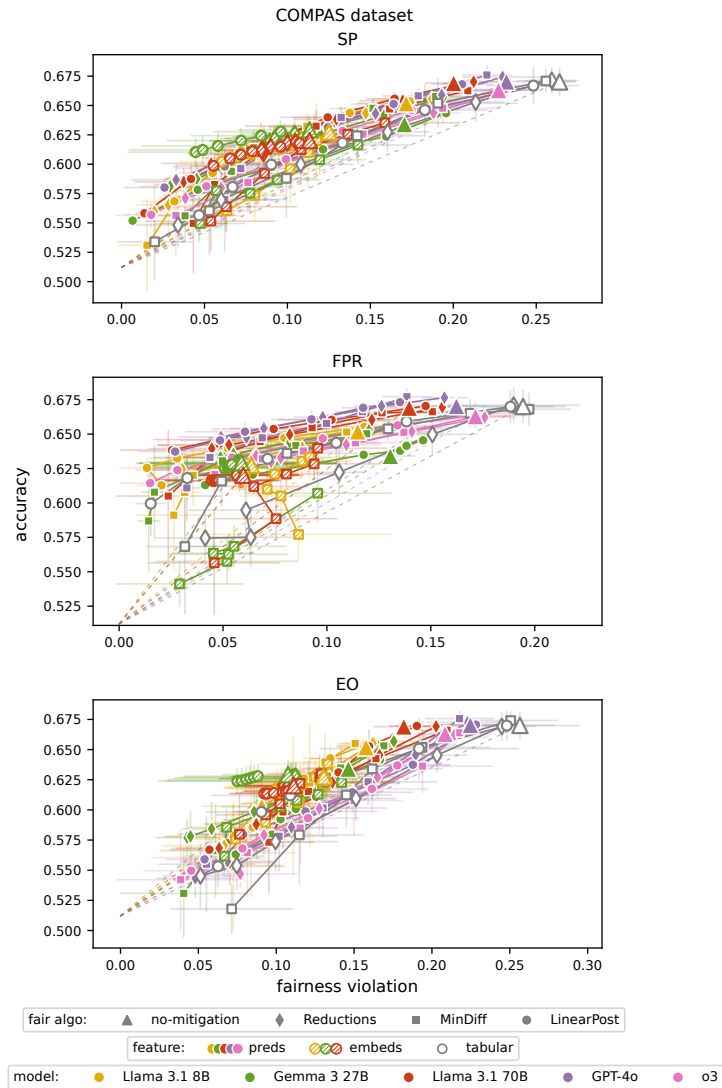 COMPAS dataset
SP
0.675
0.650
0.625
0.600
0.575
0.550
0.525
0.500
0.00 0.05 0.10 0.15 0.20 0.25
FPR
0.675
0.650
0.625
0.600
0.575
0.550
0.525
accuracy
0.00 0.05 0.10 0.15 0.20
EO
0.675
0.650
0.625
0.600
0.575
0.550
0.525
0.500
0.00 0.05 0.10 0.15 0.20 0.25 0.30
fairness violation
fair algo: no-mitigation Reductions MinDiff LinearPost
feature: preds embeds tabular
model: Llama 3.1 8B Gemma 3 27B Llama 3.1 70B GPT-4o o3